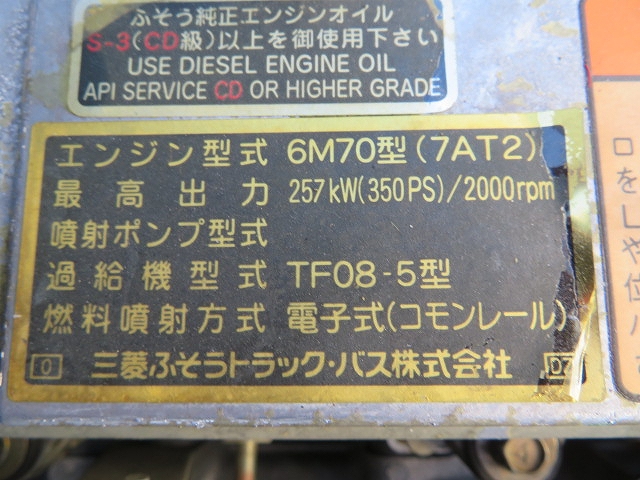 ふそう純正エンジンオイル
S-3(CD級)以上を御使用下さい
USE DIESEL ENGINE OIL
API SERVICE CD OR HIGHER GRADE
エンジン型式 6M70型(7AT2)
最高出力 257kW(350PS)/2000rpm
噴射ポンプ型式
過給機型式 TF08-5型
燃料噴射方式 電子式(コモンレール)
0 三菱ふそうトラック・バス株式会社 07